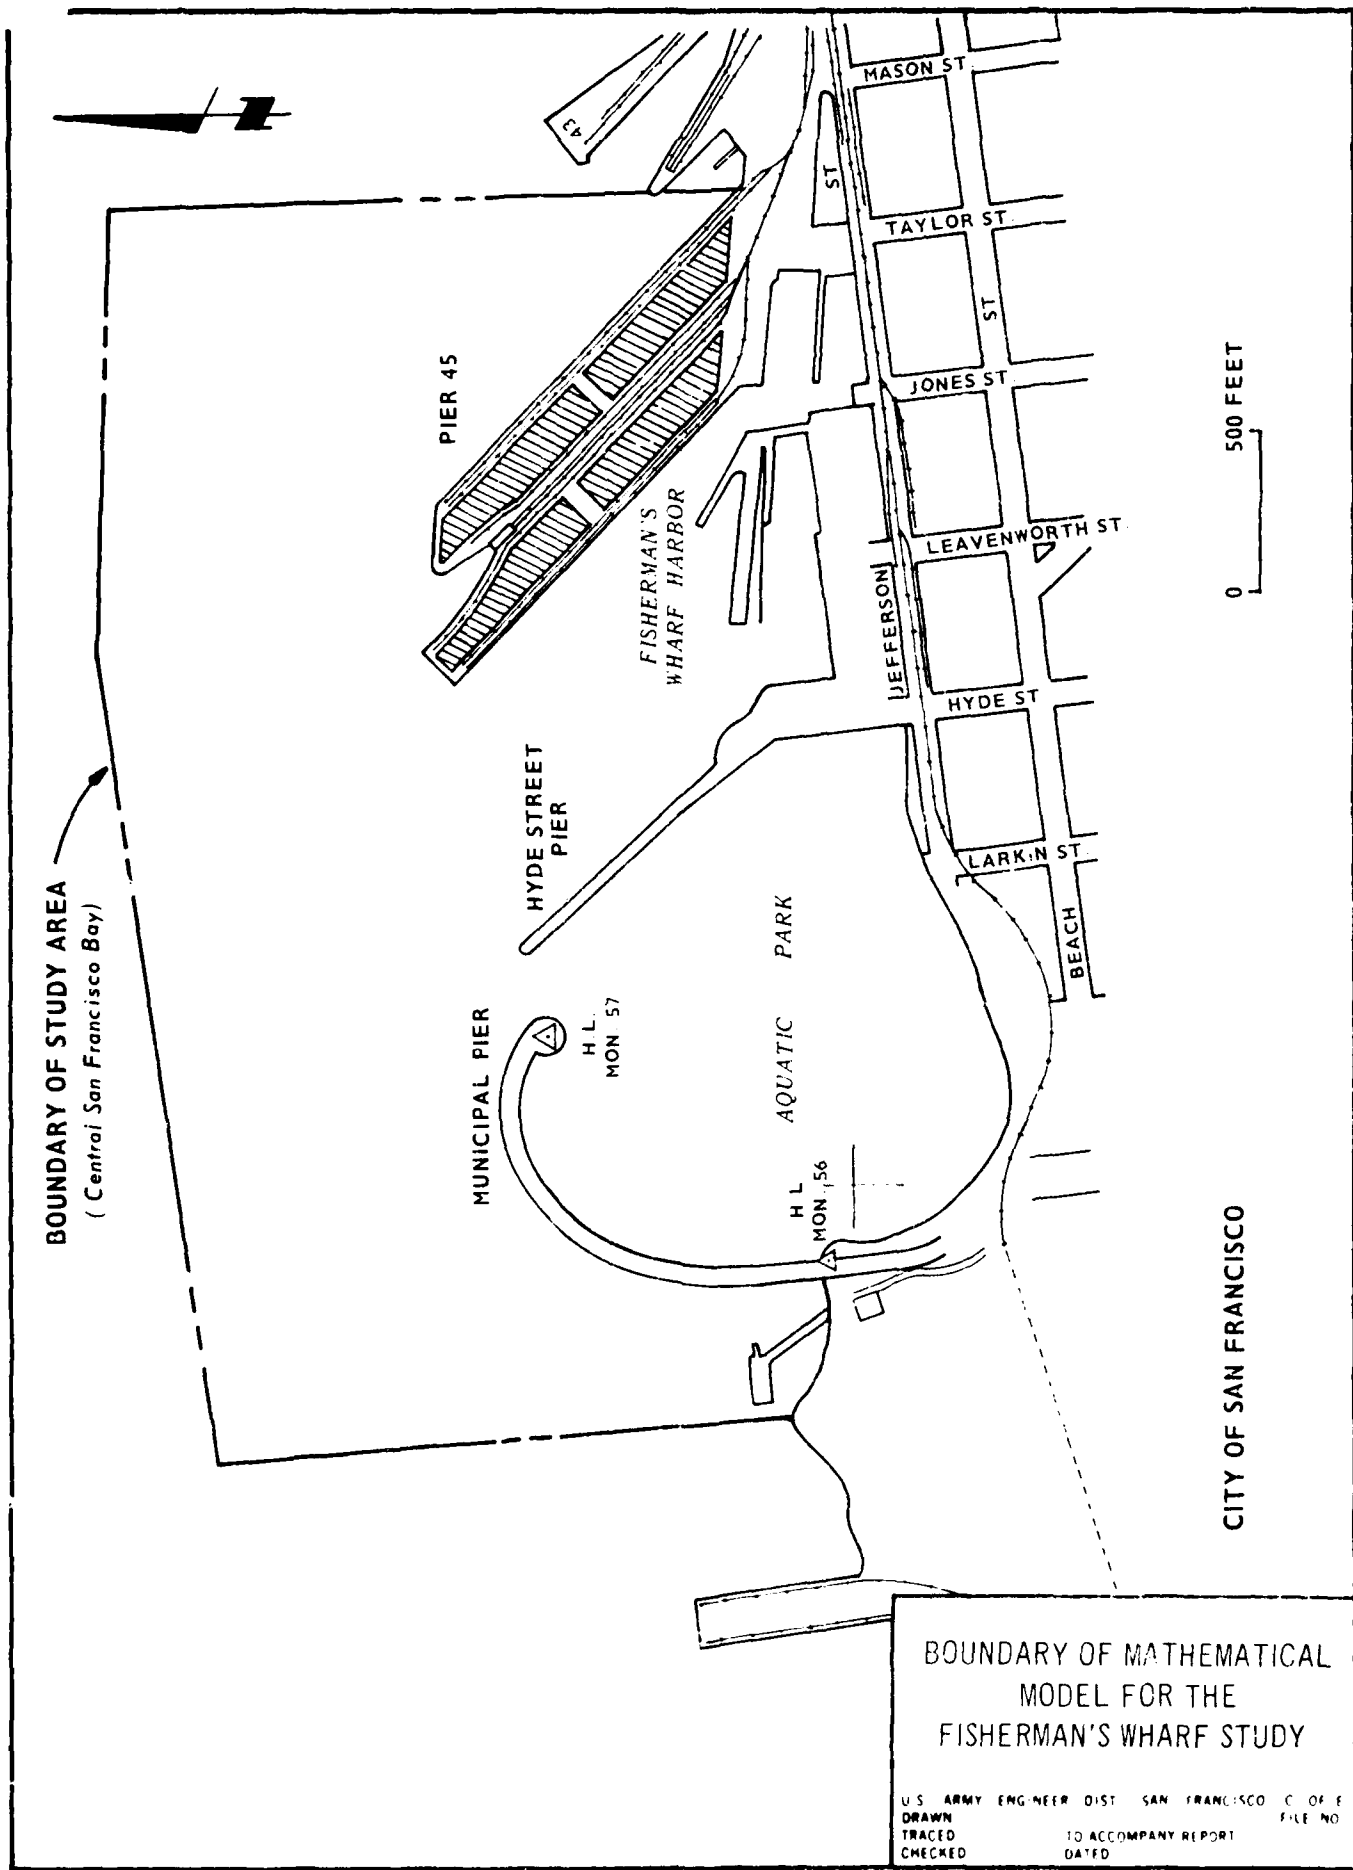 BOUNDARY OF STUDY AREA
( Central San Francisco Bay)
N
43
PIER 45
FISHERMAN'S
WHARF HARBOR
HYDE STREET
PIER
MUNICIPAL PIER
H.L.
MON. 57
AQUATIC PARK
H L
MON. 56
MASON ST.
TAYLOR ST.
JONES ST.
LEAVENWORTH ST.
HYDE ST
LARKIN ST.
JEFFERSON
ST
BEACH
ST
0 500 FEET
CITY OF SAN FRANCISCO
BOUNDARY OF MATHEMATICAL
MODEL FOR THE
FISHERMAN'S WHARF STUDY
U S ARMY ENGINEER DIST SAN FRANCISCO C OF E
DRAWN FILE NO
TRACED TO ACCOMPANY REPORT
CHECKED DATED